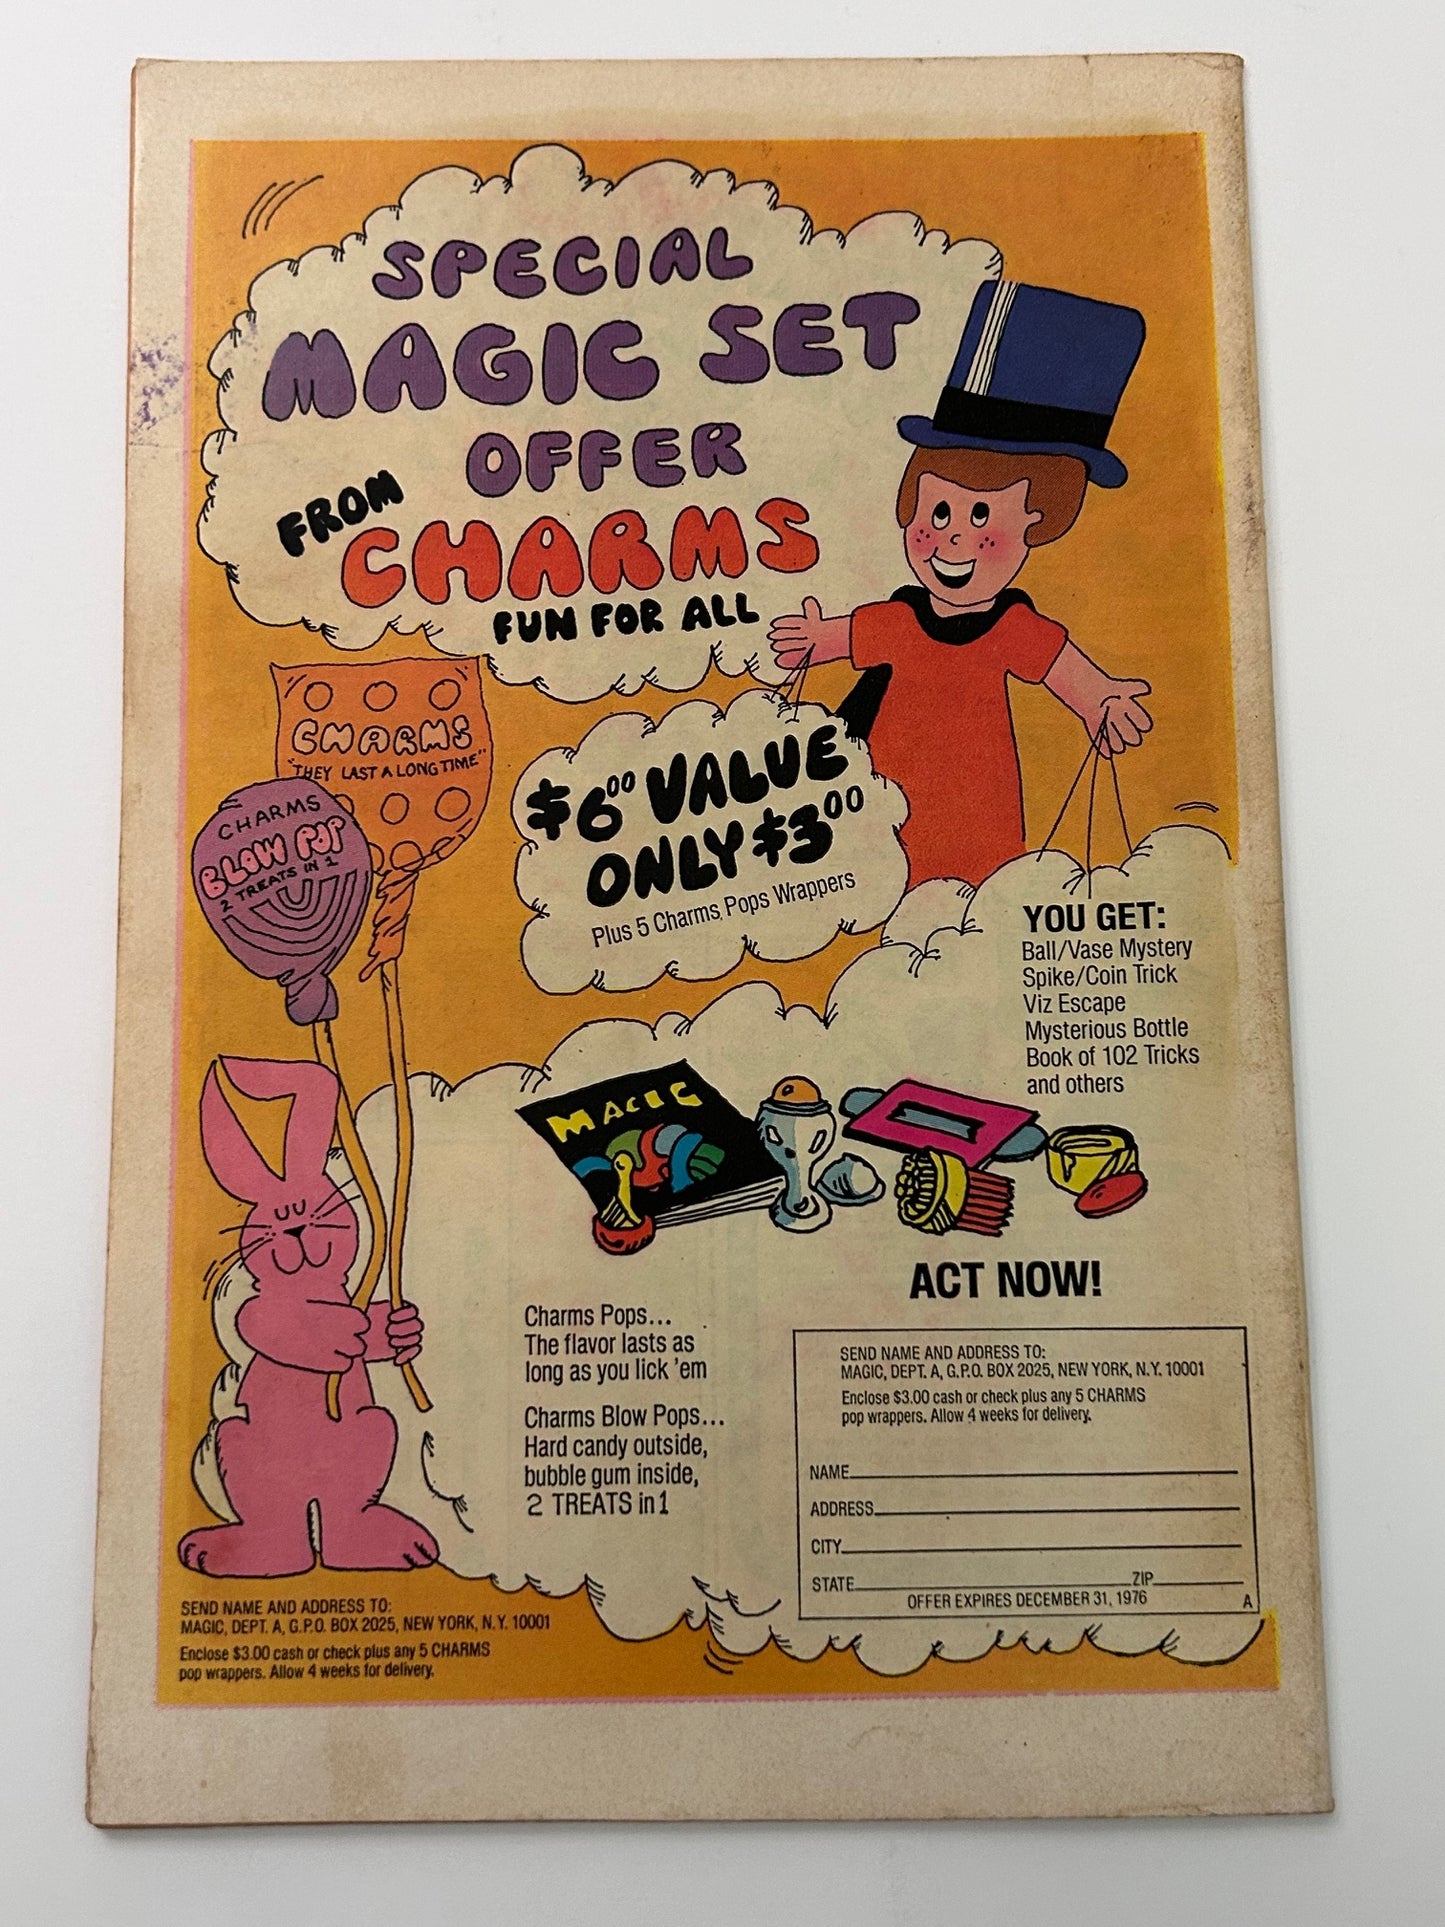 SPECIAL
MAGIC SET
OFFER
FROM
CHARMS
FUN FOR ALL
CHARMS
"THEY LAST A LONG TIME"
CHARMS
BLOW POP
2 TREATS IN 1
$6.00 VALUE
ONLY $3.00
Plus 5 Charms Pops Wrappers
YOU GET:
Ball/Vase Mystery
Spike/Coin Trick
Viz Escape
Mysterious Bottle
Book of 102 Tricks
and others
MAGIC
ACT NOW!
Charms Pops...
The flavor lasts as
long as you lick 'em
Charms Blow Pops...
Hard candy outside,
bubble gum inside,
2 TREATS in 1
SEND NAME AND ADDRESS TO:
MAGIC, DEPT. A, G.P.O. BOX 2025, NEW YORK, N.Y. 10001
Enclose $3.00 cash or check plus any 5 CHARMS
pop wrappers. Allow 4 weeks for delivery.
NAME
ADDRESS
CITY
STATE ZIP
OFFER EXPIRES DECEMBER 31, 1976 A
SEND NAME AND ADDRESS TO:
MAGIC, DEPT. A, G.P.O. BOX 2025, NEW YORK, N.Y. 10001
Enclose $3.00 cash or check plus any 5 CHARMS
pop wrappers. Allow 4 weeks for delivery.